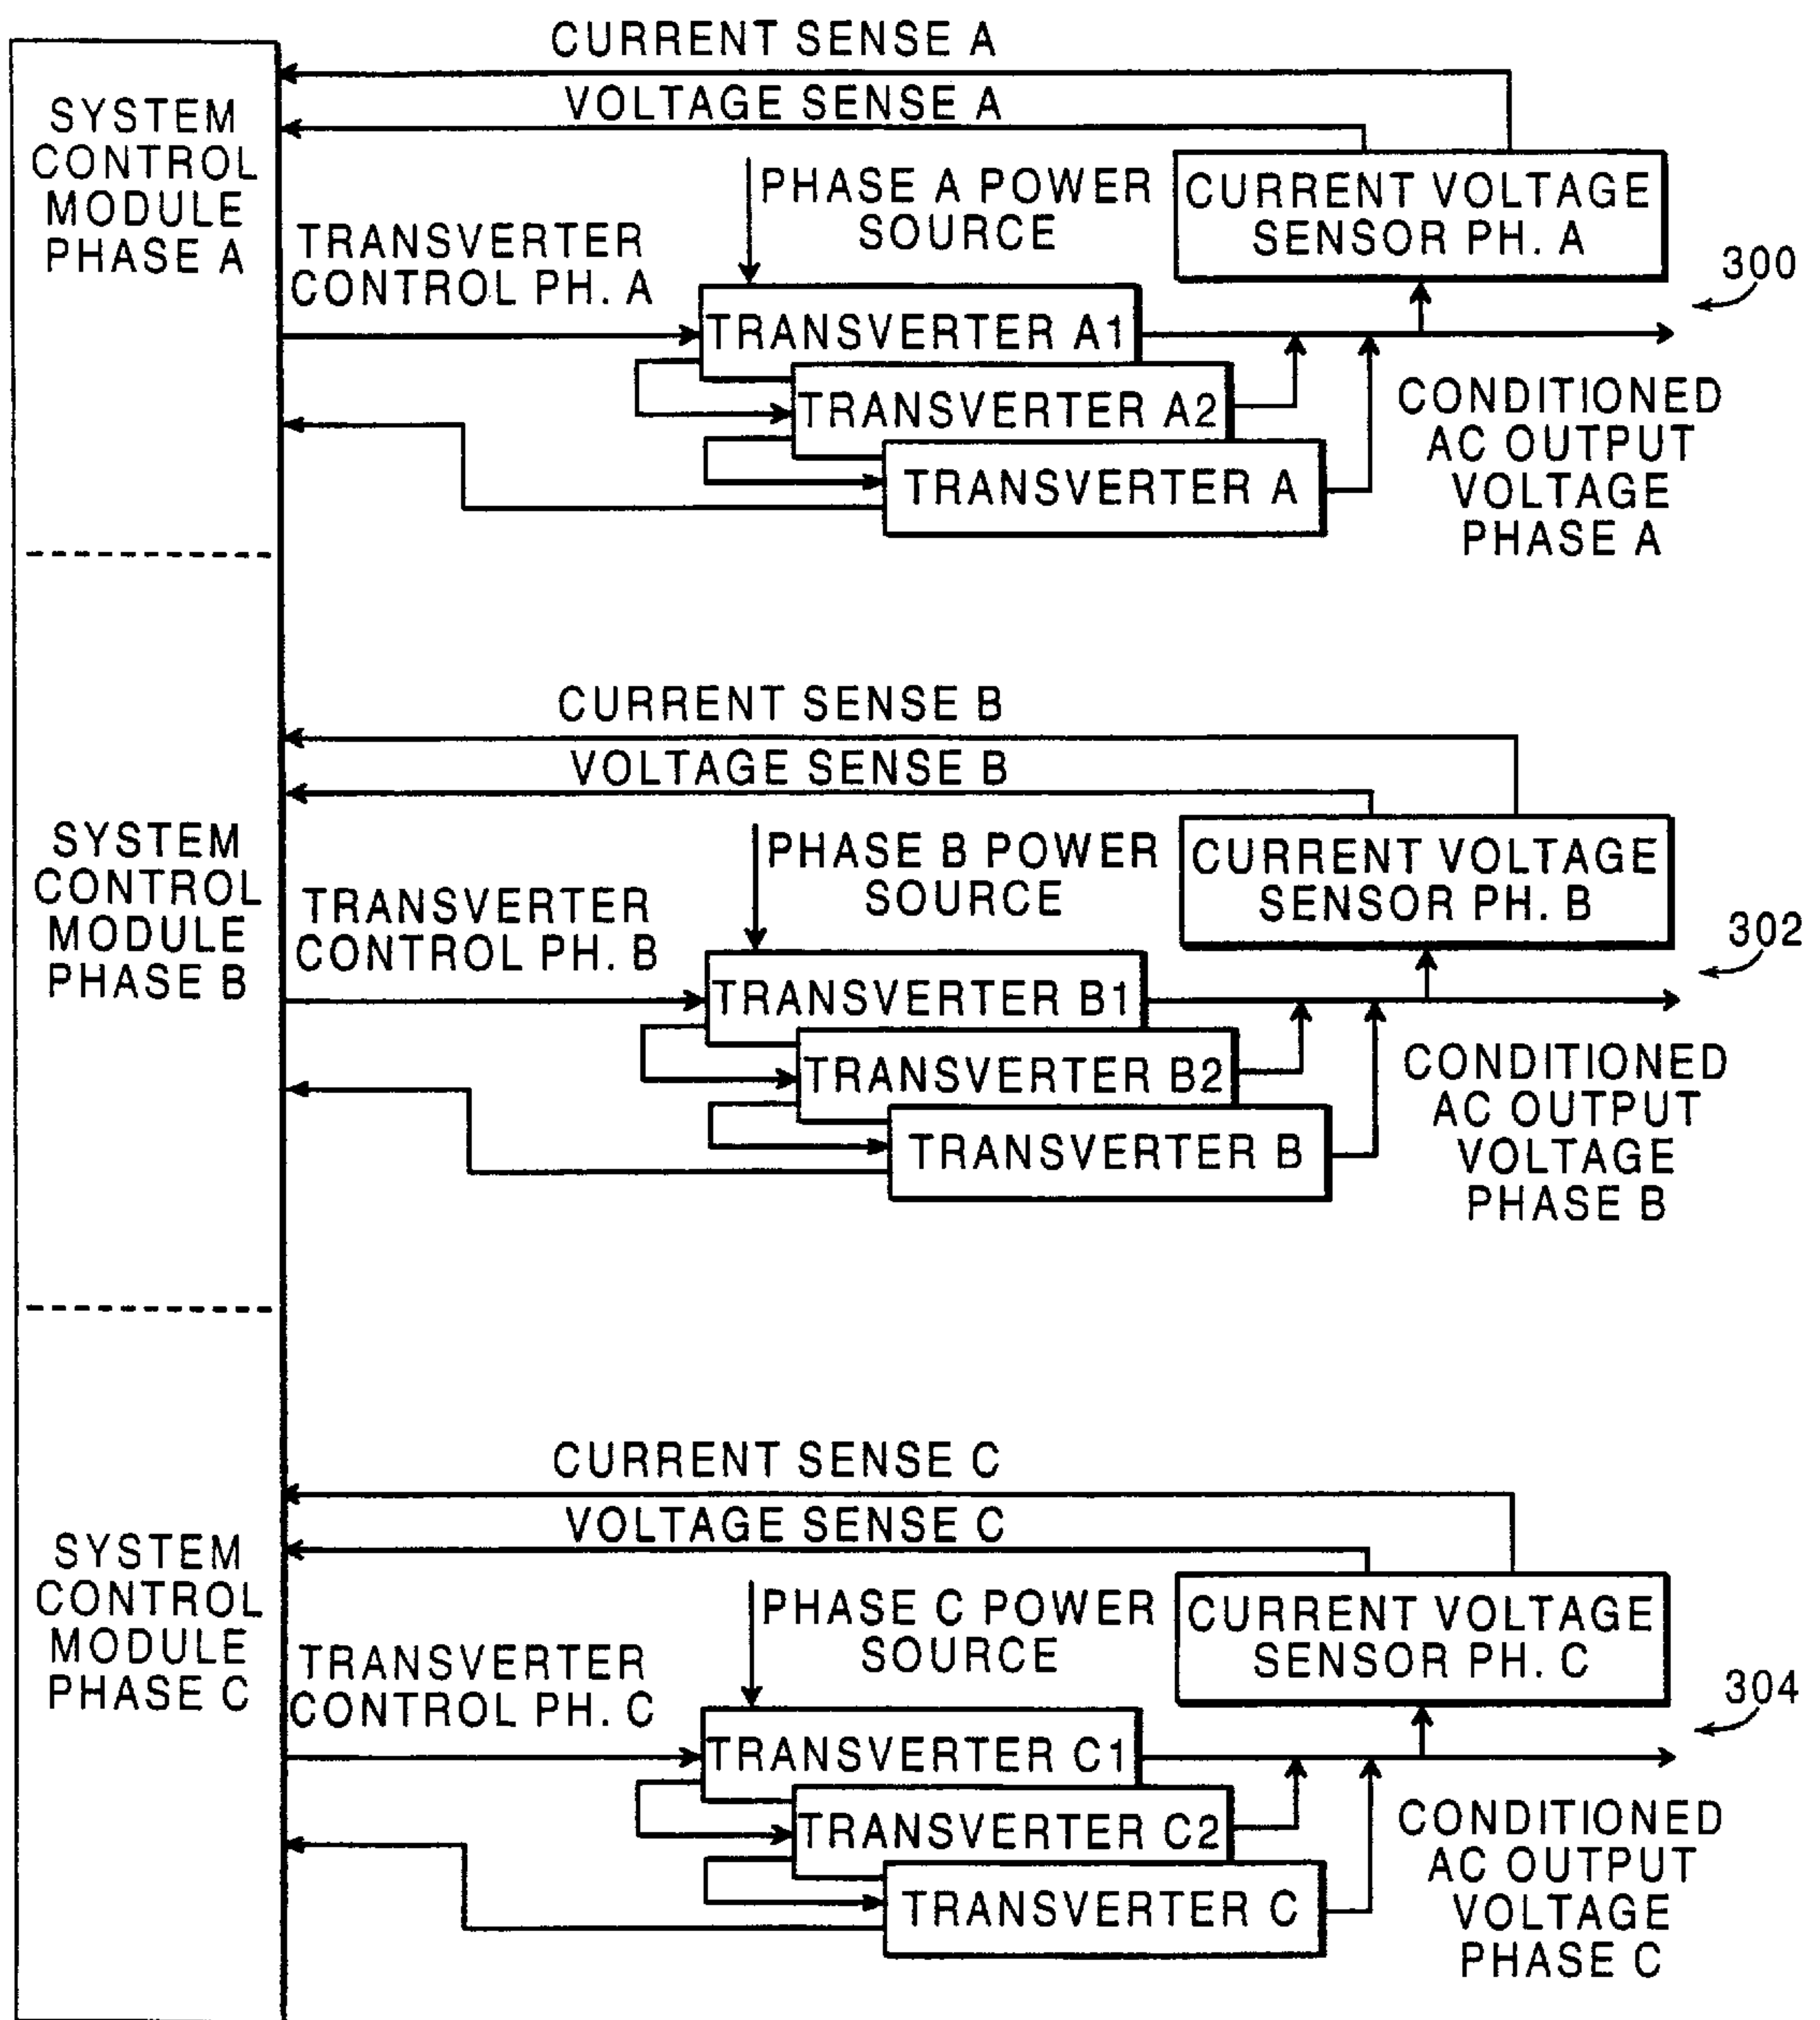 CURRENT SENSE A
VOLTAGE SENSE A
SYSTEM
CONTROL
MODULE
PHASE A
PHASE A POWER
SOURCE
CURRENT VOLTAGE
SENSOR PH. A
TRANSVERTER
CONTROL PH. A
300
TRANSVERTER A1
TRANSVERTER A2
TRANSVERTER A
CONDITIONED
AC OUTPUT
VOLTAGE
PHASE A
CURRENT SENSE B
VOLTAGE SENSE B
SYSTEM
CONTROL
MODULE
PHASE B
PHASE B POWER
SOURCE
CURRENT VOLTAGE
SENSOR PH. B
TRANSVERTER
CONTROL PH. B
302
TRANSVERTER B1
TRANSVERTER B2
TRANSVERTER B
CONDITIONED
AC OUTPUT
VOLTAGE
PHASE B
CURRENT SENSE C
VOLTAGE SENSE C
SYSTEM
CONTROL
MODULE
PHASE C
PHASE C POWER
SOURCE
CURRENT VOLTAGE
SENSOR PH. C
TRANSVERTER
CONTROL PH. C
304
TRANSVERTER C1
TRANSVERTER C2
TRANSVERTER C
CONDITIONED
AC OUTPUT
VOLTAGE
PHASE C